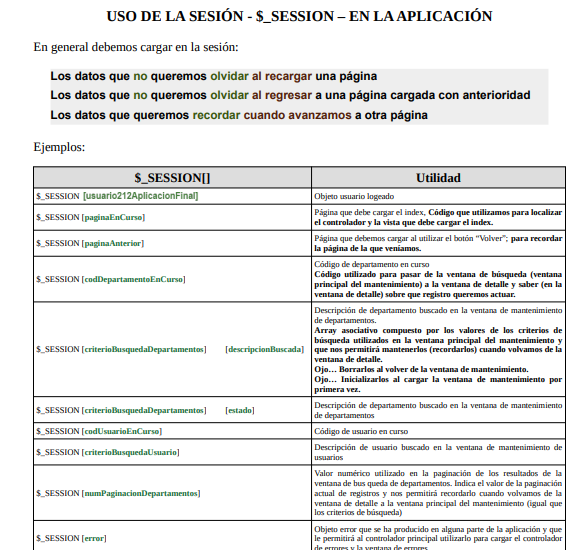 USO DE LA SESIÓN - $_SESSION – EN LA APLICACIÓN
En general debemos cargar en la sesión:
Los datos que no queremos olvidar al recargar una página
Los datos que no queremos olvidar al regresar a una página cargada con anterioridad
Los datos que queremos recordar cuando avanzamos a otra página
Ejemplos:
$_SESSION[]
Utilidad
$_SESSION [usuario212AplicacionFinal]
Objeto usuario logeado
$_SESSION [paginaEnCurso]
Página que debe cargar el index, Código que utilizamos para localizar
el controlador y la vista que debe cargar el index.
$_SESSION [paginaAnterior]
Página que debemos cargar al utilizar el botón "Volver"; para recordar
la página de la que veníamos.
$_SESSION [codDepartamentoEnCurso]
Código de departamento en curso
Código utilizado para pasar de la ventana de búsqueda (ventana
principal del mantenimiento) a la ventana de detalle y saber (en la
ventana de detalle) sobre que registro queremos actuar.
$_SESSION [criterioBusquedaDepartamentos] [descripcionBuscada]
Descripción de departamento buscado en la ventana de mantenimiento
de departamentos.
Array asociativo compuesto por los valores de los criterios de
búsqueda utilizados en la ventana principal del mantenimiento y
que nos permitirá mantenerlos (recordarlos) cuando volvamos de la
ventana de detalle.
Ojo… Borrarlos al volver de la ventana de mantenimiento.
Ojo… Inicializarlos al cargar la ventana de mantenimiento por
primera vez.
$_SESSION [criterioBusquedaDepartamentos] [estado]
Descripción de departamento buscado en la ventana de mantenimiento
de departamentos
$_SESSION [codUsuarioEnCurso]
Código de usuario en curso
$_SESSION [criterioBusquedaUsuario]
Descripción de usuario buscado en la ventana de mantenimiento de
usuarios
$_SESSION [numPaginacionDepartamentos]
Valor numérico utilizado en la paginación de los resultados de la
ventana de bus queda de departamentos. Indica el valor de la paginación
actual de registros y nos permitirá recordarlo cuando volvamos de la
ventana de detalle a la ventana principal del mantenimiento (igual que
los criterios de búsqueda)
$_SESSION [error]
Objeto error que se ha producido en alguna parte de la aplicación y que
le permitirá al controlador principal utilizarlo para cargar el controlador
de errores y la ventana de errores